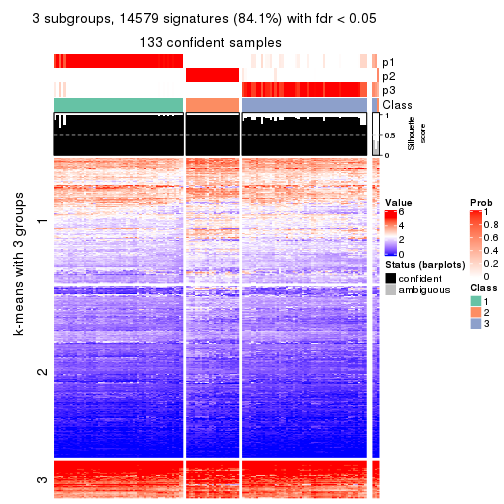 3 subgroups, 14579 signatures (84.1%) with fdr < 0.05
133 confident samples
p1
p2
p3
Class
1
0.5
0
Silhouette
score
k-means with 3 groups
1
2
3
Value
6
4
2
0
Status (barplots)
confident
ambiguous
Prob
1
0.8
0.6
0.4
0.2
0
Class
1
2
3